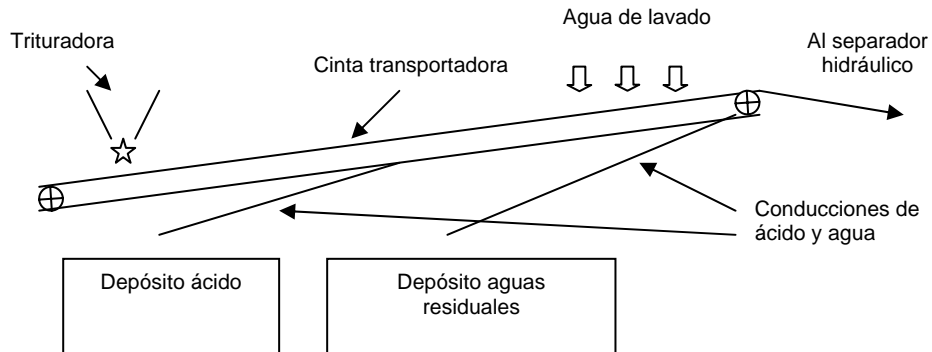 Agua de lavado
Trituradora
Al separador
hidráulico
Cinta transportadora
Conducciones de
ácido y agua
Depósito ácido
Depósito aguas
residuales